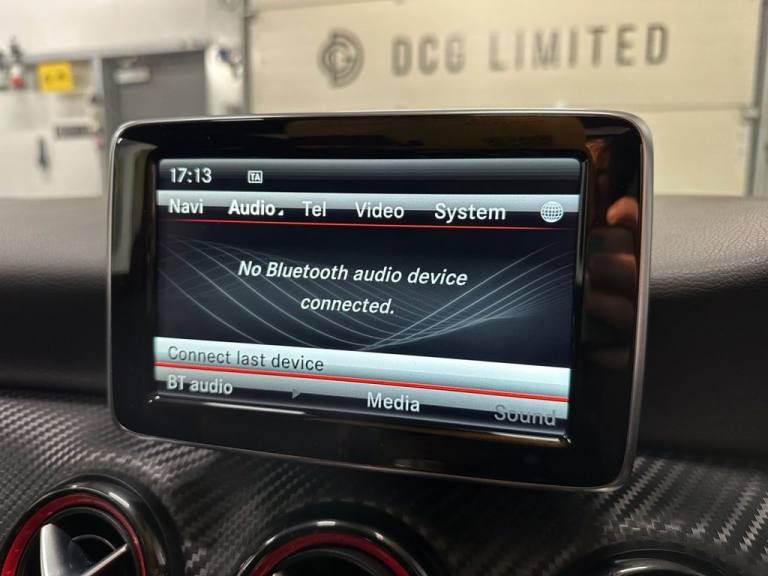 DCG LIMITED
17:13 TA
Navi Audio Tel Video System
No Bluetooth audio device
connected.
Connect last device
BT audio Media Sound